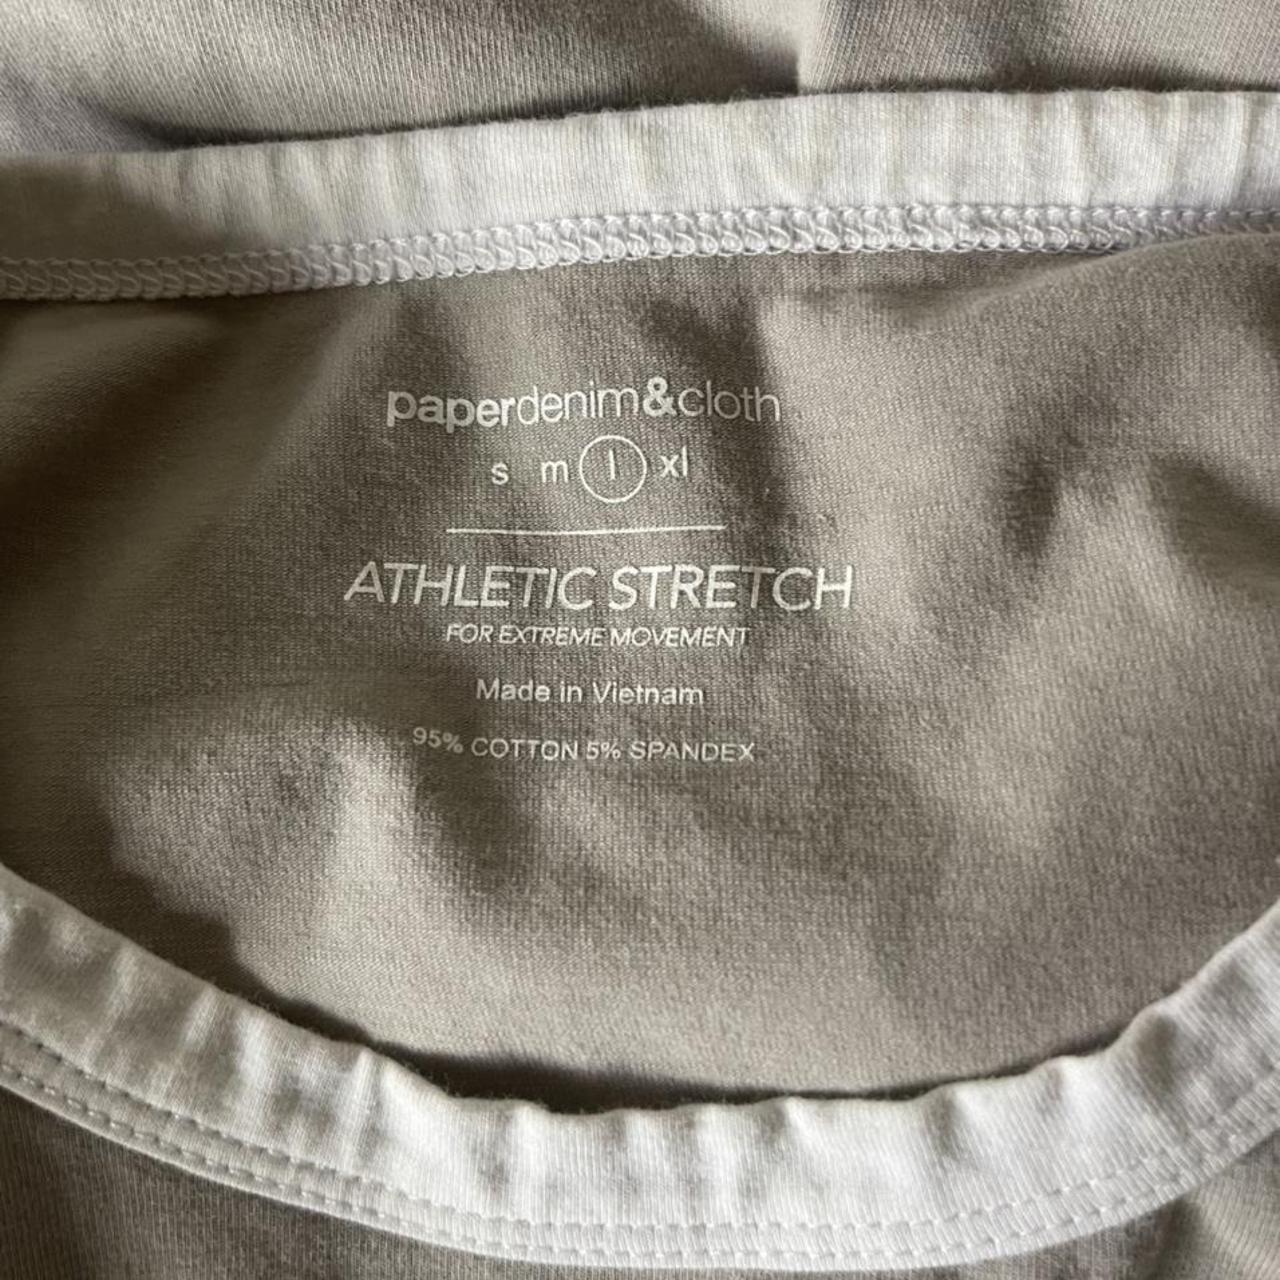 paperdenim&cloth
s m l xl
ATHLETIC STRETCH
FOR EXTREME MOVEMENT
Made in Vietnam
95% COTTON 5% SPANDEX